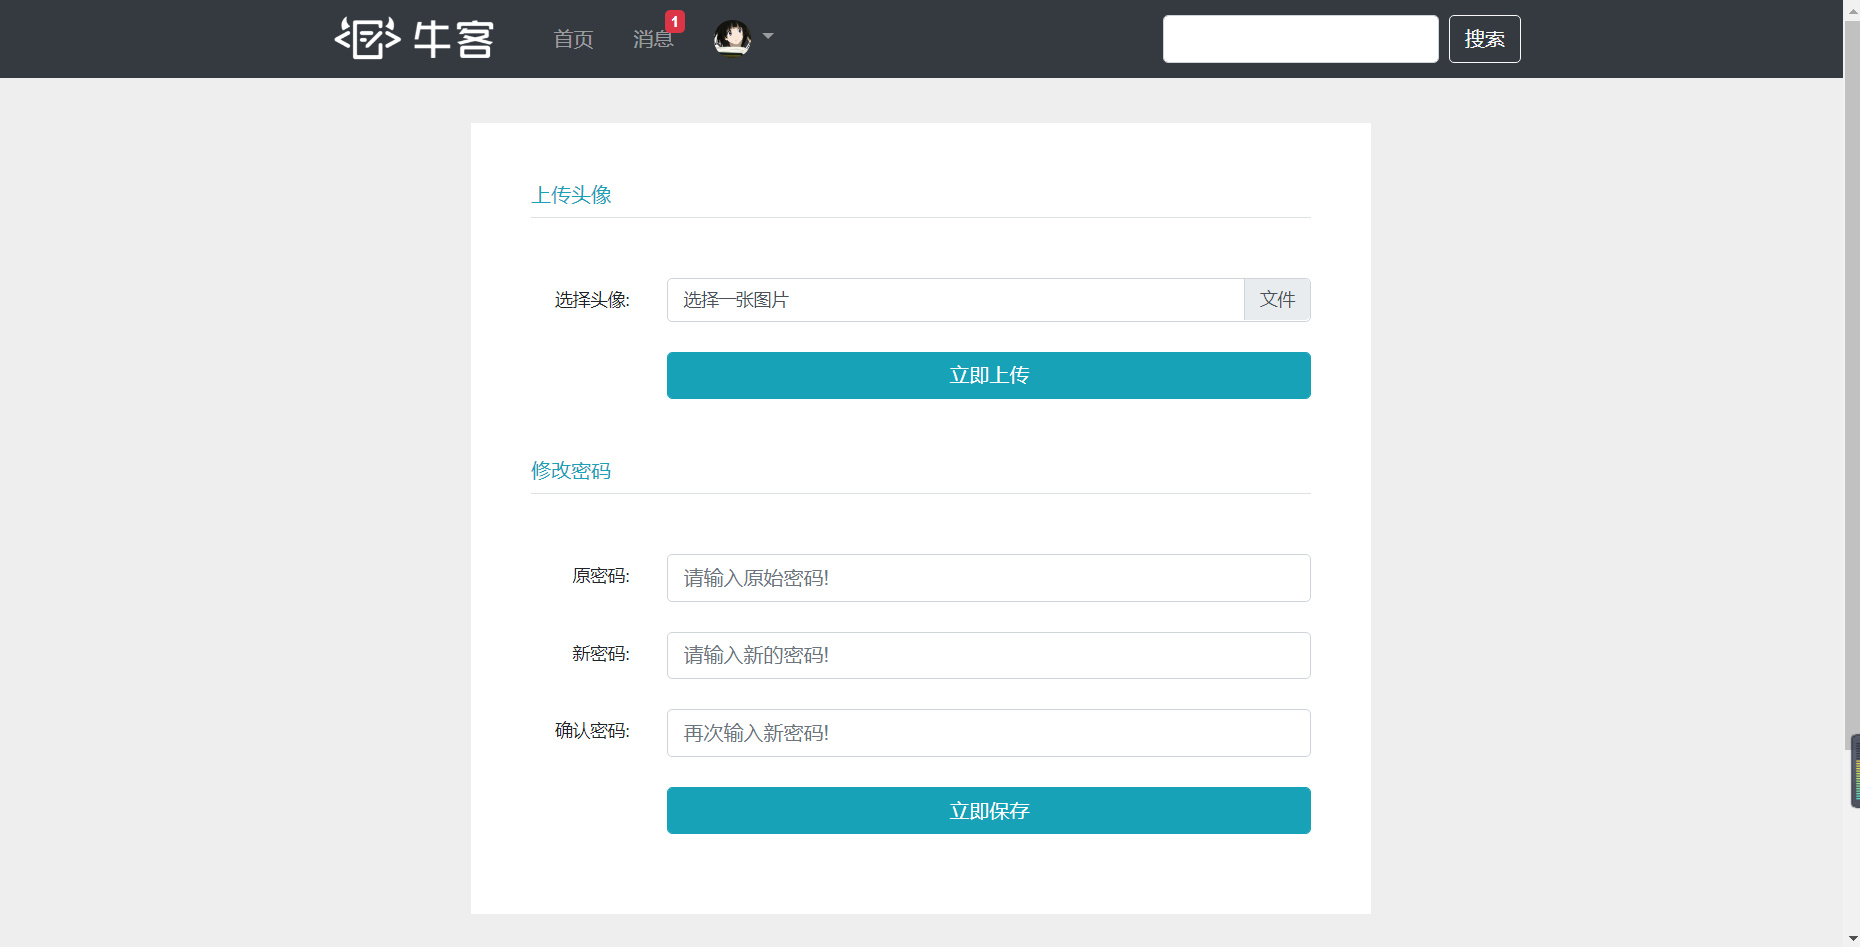 牛客 首页 消息 1 搜索
上传头像
选择头像: 选择一张图片 文件
立即上传
修改密码
原密码: 请输入原始密码!
新密码: 请输入新的密码!
确认密码: 再次输入新密码!
立即保存